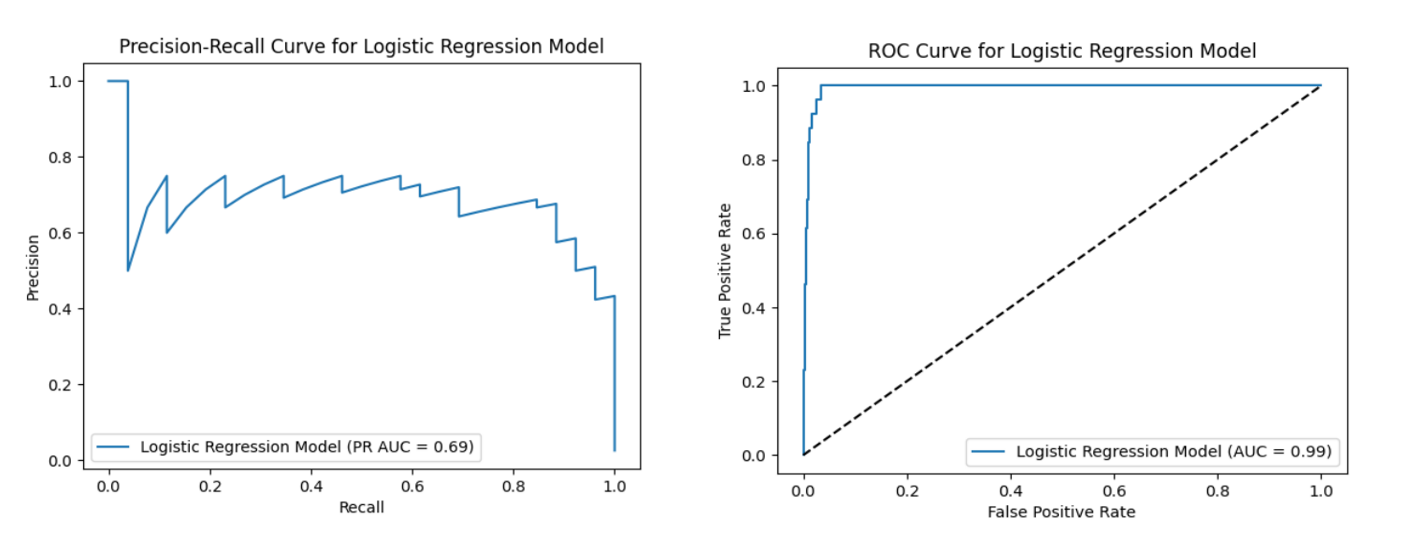 Precision-Recall Curve for Logistic Regression Model
1.0
0.8
0.6
0.4
0.2
0.0
Precision
Logistic Regression Model (PR AUC = 0.69)
0.0 0.2 0.4 0.6 0.8 1.0
Recall
ROC Curve for Logistic Regression Model
1.0
0.8
0.6
0.4
0.2
0.0
True Positive Rate
Logistic Regression Model (AUC = 0.99)
0.0 0.2 0.4 0.6 0.8 1.0
False Positive Rate